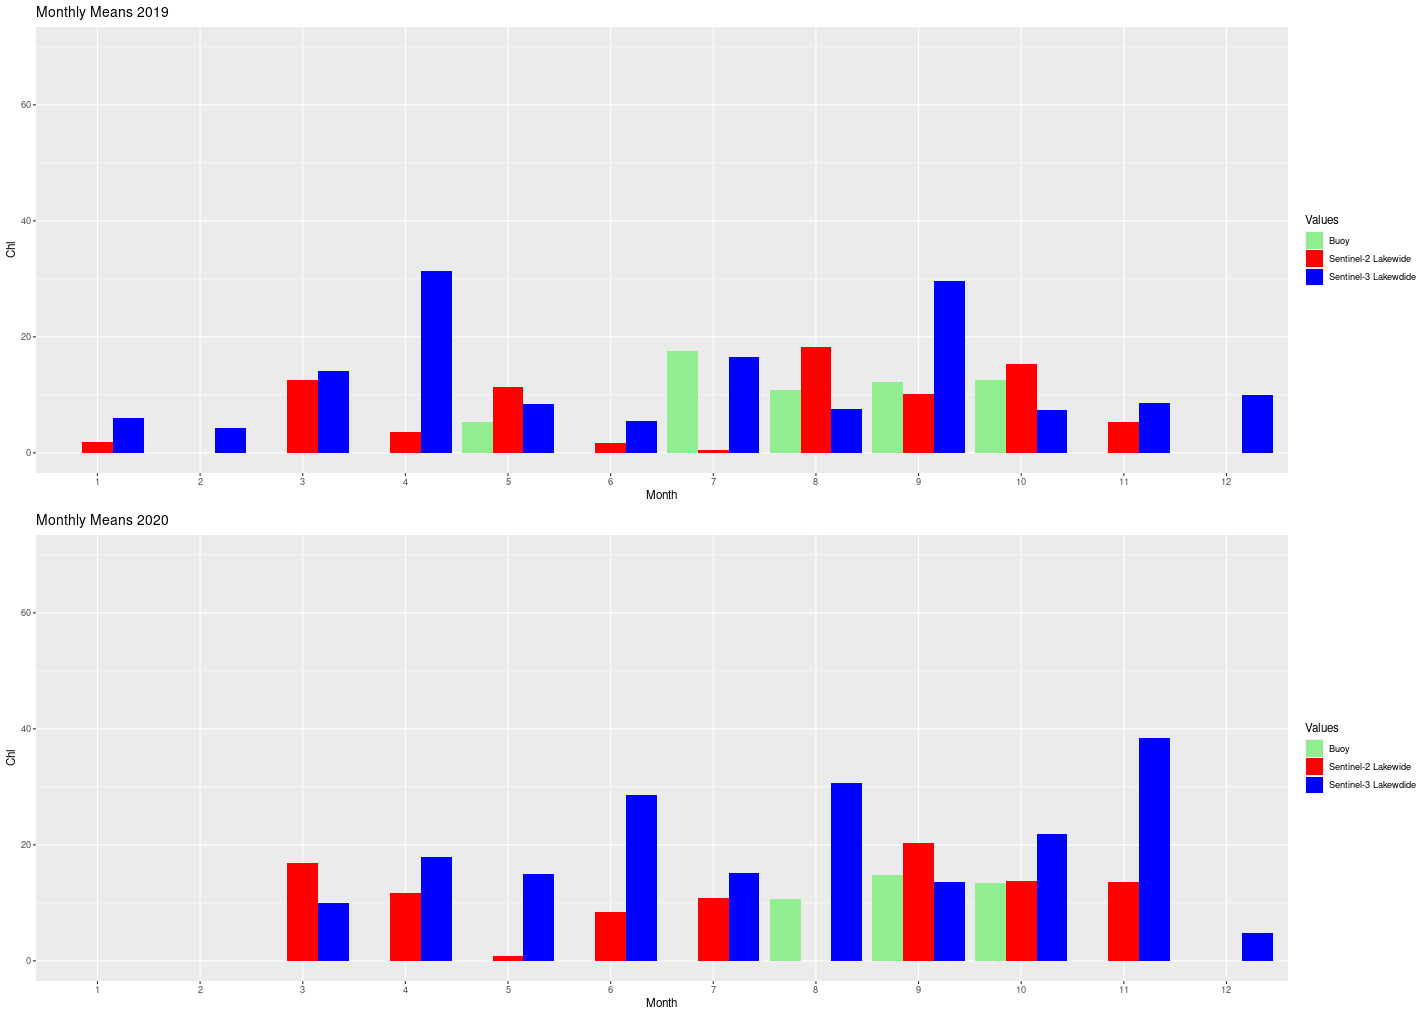 Monthly Means 2019
60
40
20
0
Chl
1 2 3 4 5 6 7 8 9 10 11 12
Month
Values
Buoy
Sentinel-2 Lakewide
Sentinel-3 Lakewdide
Monthly Means 2020
60
40
20
0
Chl
1 2 3 4 5 6 7 8 9 10 11 12
Month
Values
Buoy
Sentinel-2 Lakewide
Sentinel-3 Lakewdide